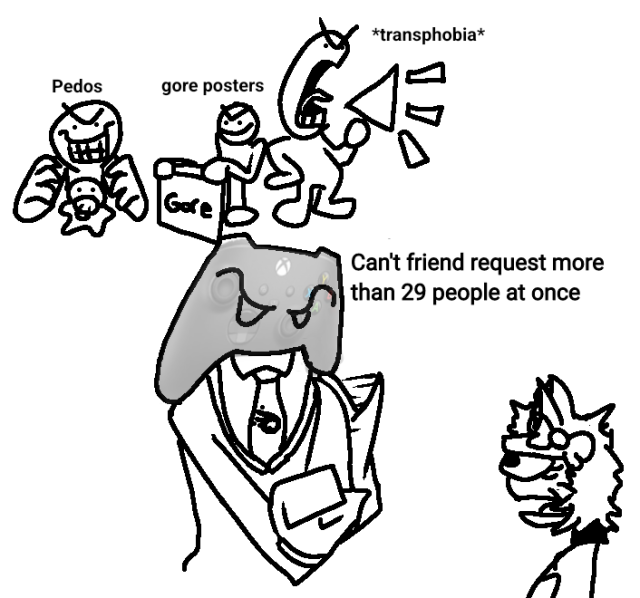 *transphobia*
Pedos
gore posters
Gore
Can't friend request more
than 29 people at once